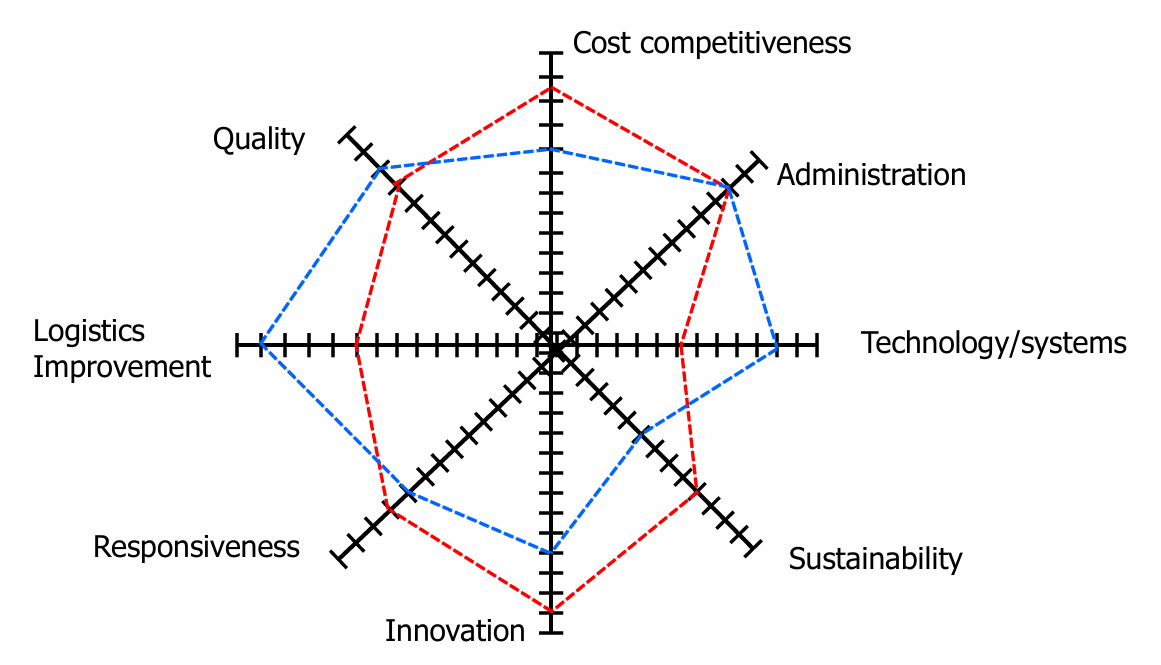 Cost competitiveness
Quality
Administration
Logistics
Improvement
Technology/systems
Responsiveness
Sustainability
Innovation